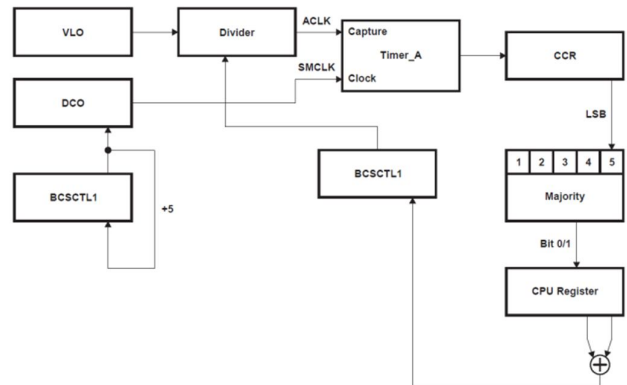 VLO
Divider
ACLK
Capture
Timer_A
Clock
CCR
DCO
SMCLK
LSB
BCSCTL1
+5
BCSCTL1
1 2 3 4 5
Majority
Bit 0/1
CPU Register